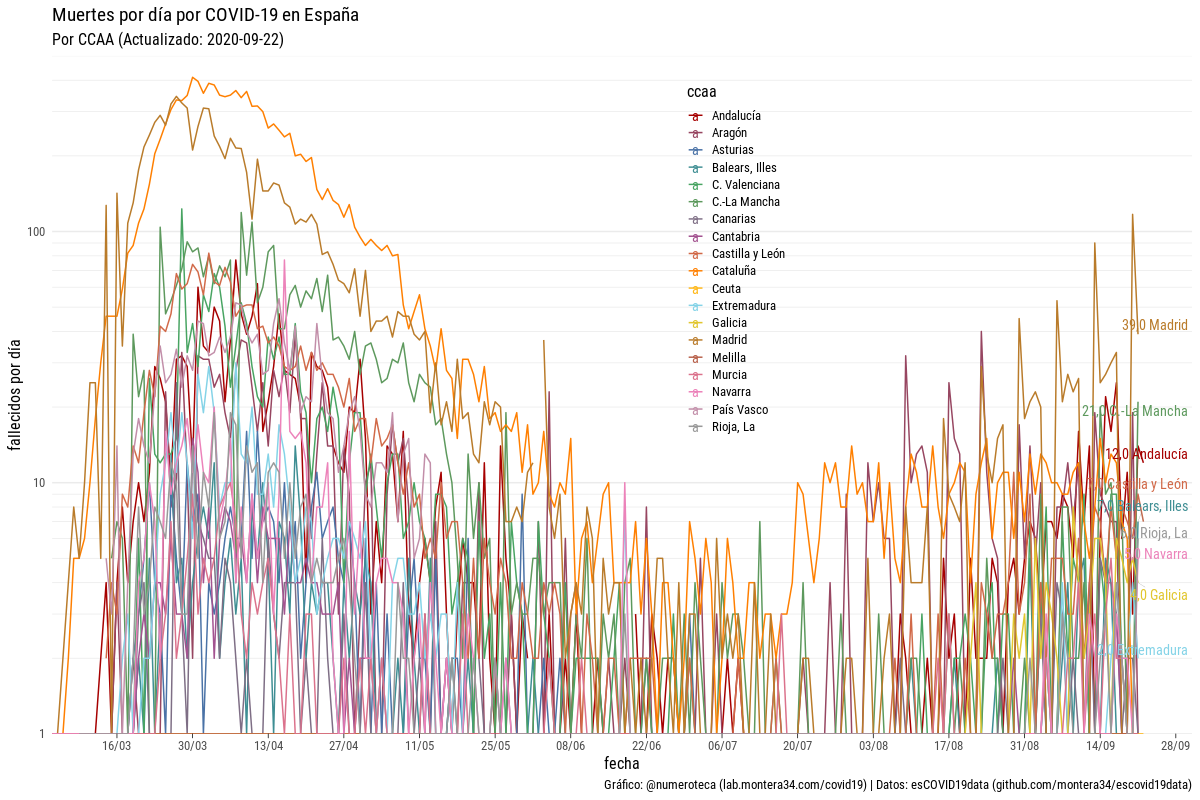 Muertes por día por COVID-19 en España
Por CCAA (Actualizado: 2020-09-22)
ccaa
Andalucía
Aragón
Asturias
Balears, Illes
C. Valenciana
C.-La Mancha
Canarias
Cantabria
Castilla y León
Cataluña
Ceuta
Extremadura
Galicia
Madrid
Melilla
Murcia
Navarra
País Vasco
Rioja, La
fallecidos por día
100
10
1
39,0 Madrid
21,0 C.-La Mancha
12,0 Andalucía
Castilla y León
7,0 Balears, Illes
Rioja, La
Navarra
Galicia
Extremadura
16/03
30/03
13/04
27/04
11/05
25/05
08/06
22/06
06/07
20/07
03/08
17/08
31/08
14/09
28/09
fecha
Gráfico: @numeroteca (lab.montera34.com/covid19) | Datos: esCOVID19data (github.com/montera34/escovid19data)